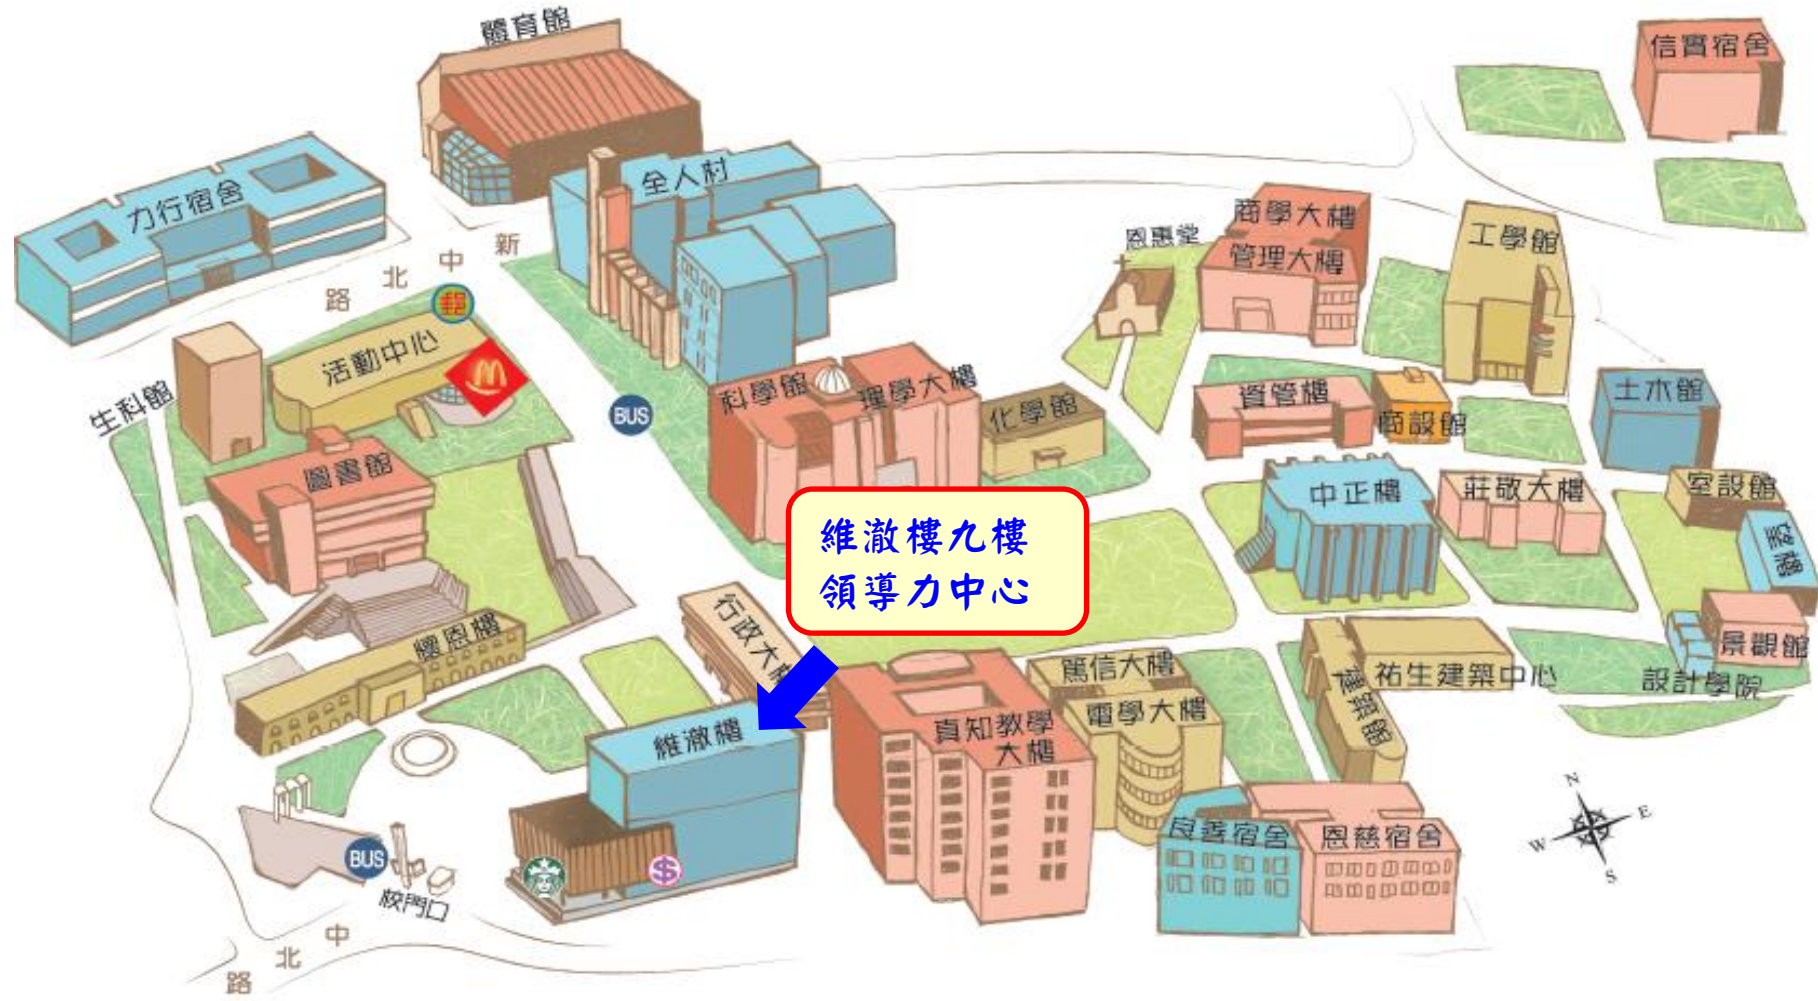 體育館
信實宿舍
力行宿舍
全人村
新
中
北
路
郵
恩惠堂
商學大樓
管理大樓
工學館
活動中心
生科館
BUS
科學館
理學大樓
化學館
資管樓
商設館
土木館
圖書館
中正樓
莊敬大樓
室設館
望樓
維澈樓九樓
領導力中心
行政大樓
懷恩樓
篤信大樓
電學大樓
建築館
祐生建築中心
景觀館
設計學院
維澈樓
真知教學
大樓
良善宿舍
恩慈宿舍
N
E
W
S
BUS
$
校門口
中
北
路